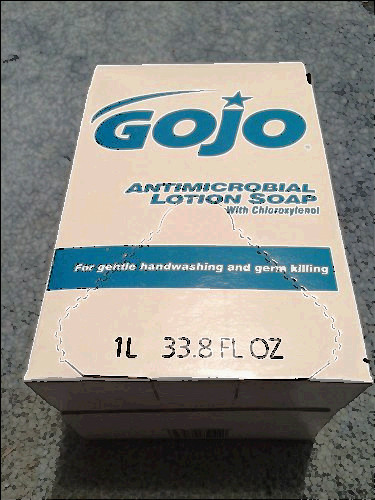 GOJO
ANTIMICROBIAL
LOTION SOAP
With Chloroxylenol
For gentle handwashing and germ killing
1L 33.8 FL OZ